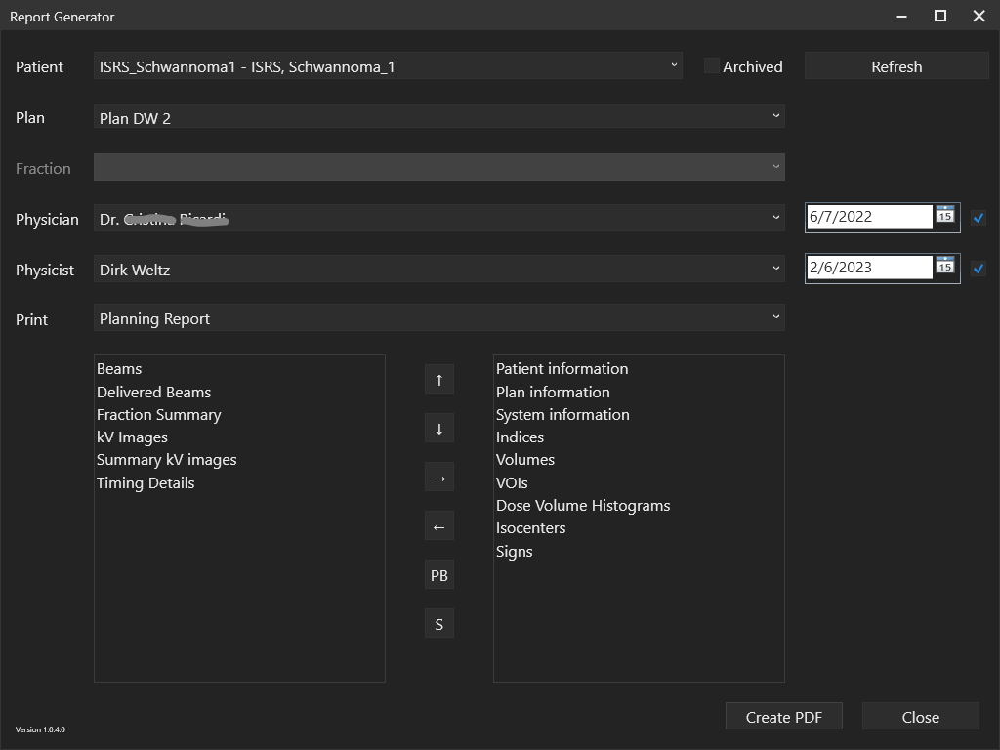 Report Generator
Patient
ISRS_Schwannoma1 - ISRS, Schwannoma_1
Archived
Refresh
Plan
Plan DW 2
Fraction
Physician
Dr.
6/7/2022
15
Physicist
Dirk Weltz
2/6/2023
15
Print
Planning Report
Beams
Delivered Beams
Fraction Summary
kV Images
Summary kV images
Timing Details
↑
↓
→
←
PB
S
Patient information
Plan information
System information
Indices
Volumes
VOIs
Dose Volume Histograms
Isocenters
Signs
Version 1.0.4.0
Create PDF
Close